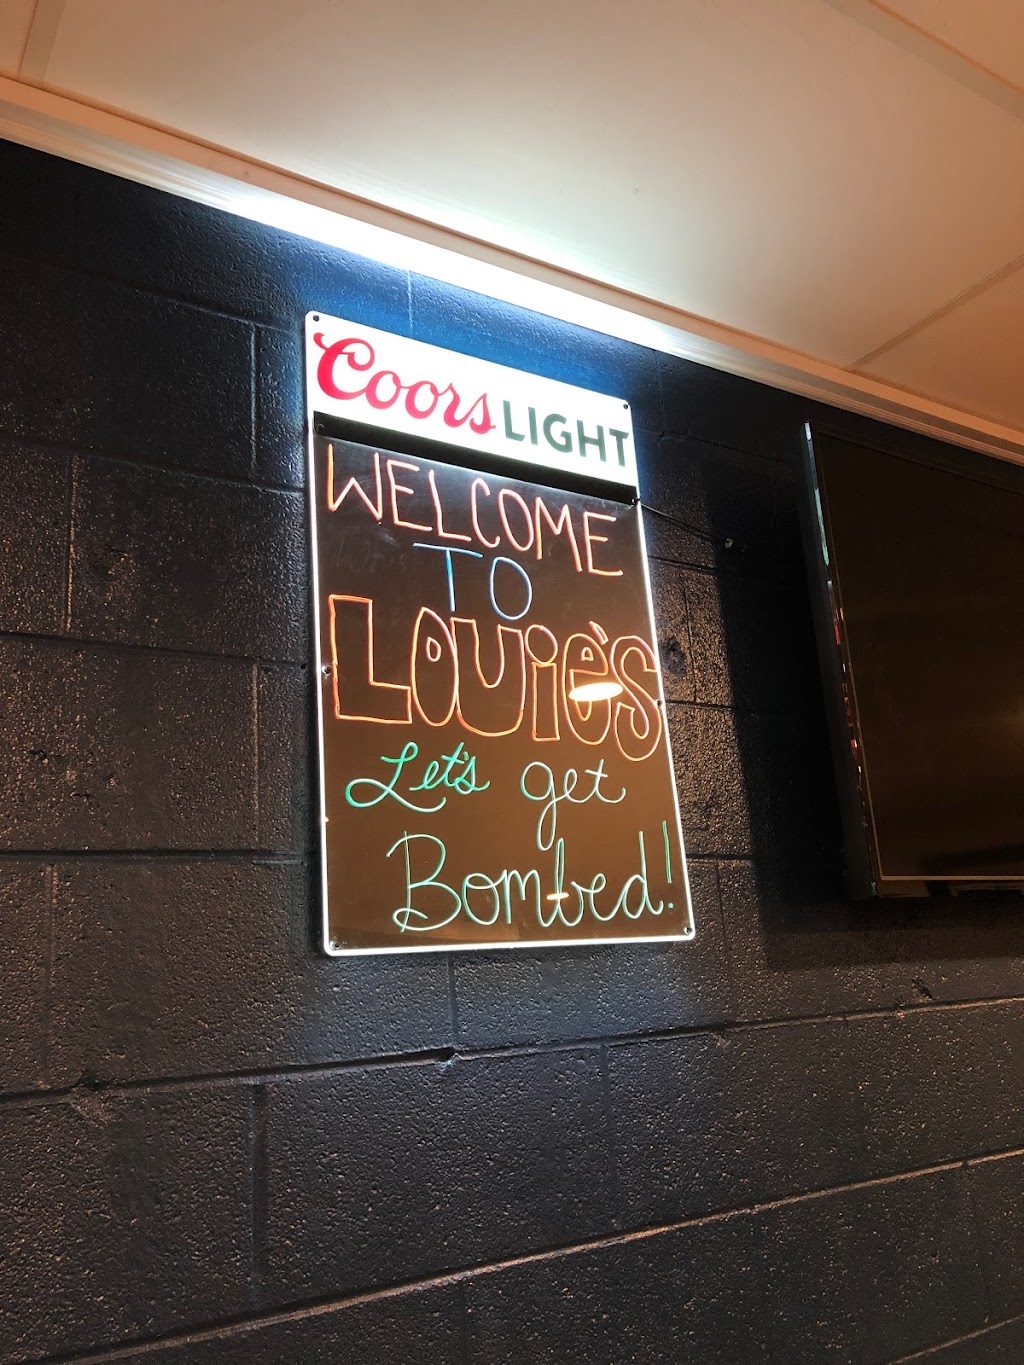 Coors LIGHT
WELCOME
TO
Louie's
Let's get
Bombed!